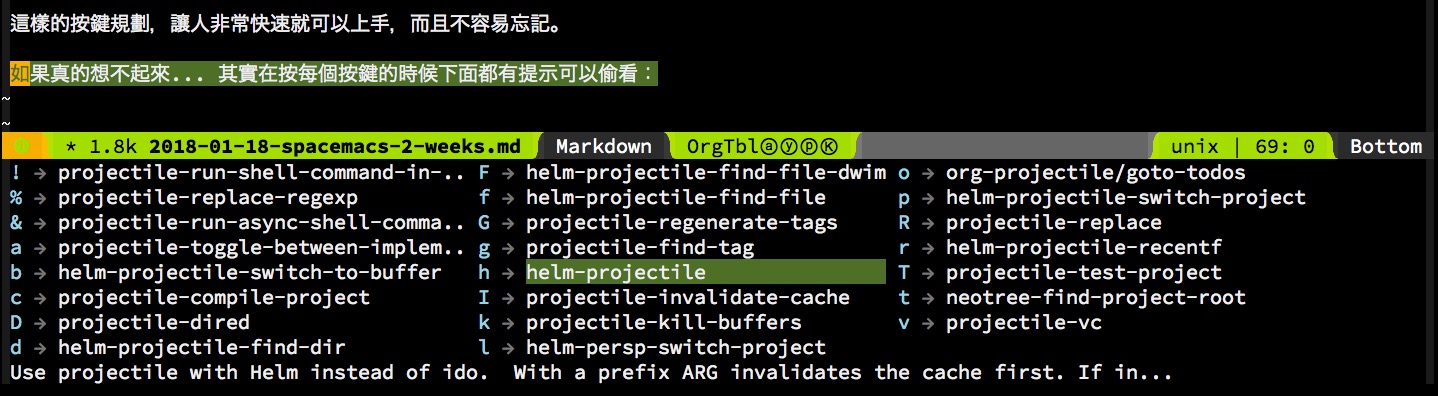 這樣的按鍵規劃，讓人非常快速就可以上手，而且不容易忘記。
如果真的想不起來... 其實在按每個按鍵的時候下面都有提示可以偷看：
~
~
* 1.8k 2018-01-18-spacemacs-2-weeks.md Markdown OrgTblⓐⓨⓟⓀ unix | 69: 0 Bottom
! → projectile-run-shell-command-in-.. F → helm-projectile-find-file-dwim o → org-projectile/goto-todos
% → projectile-replace-regexp f → helm-projectile-find-file p → helm-projectile-switch-project
& → projectile-run-async-shell-comma.. G → projectile-regenerate-tags R → projectile-replace
a → projectile-toggle-between-implem.. g → projectile-find-tag r → helm-projectile-recentf
b → helm-projectile-switch-to-buffer h → helm-projectile T → projectile-test-project
c → projectile-compile-project I → projectile-invalidate-cache t → neotree-find-project-root
D → projectile-dired k → projectile-kill-buffers v → projectile-vc
d → helm-projectile-find-dir l → helm-persp-switch-project
Use projectile with Helm instead of ido.  With a prefix ARG invalidates the cache first. If in...